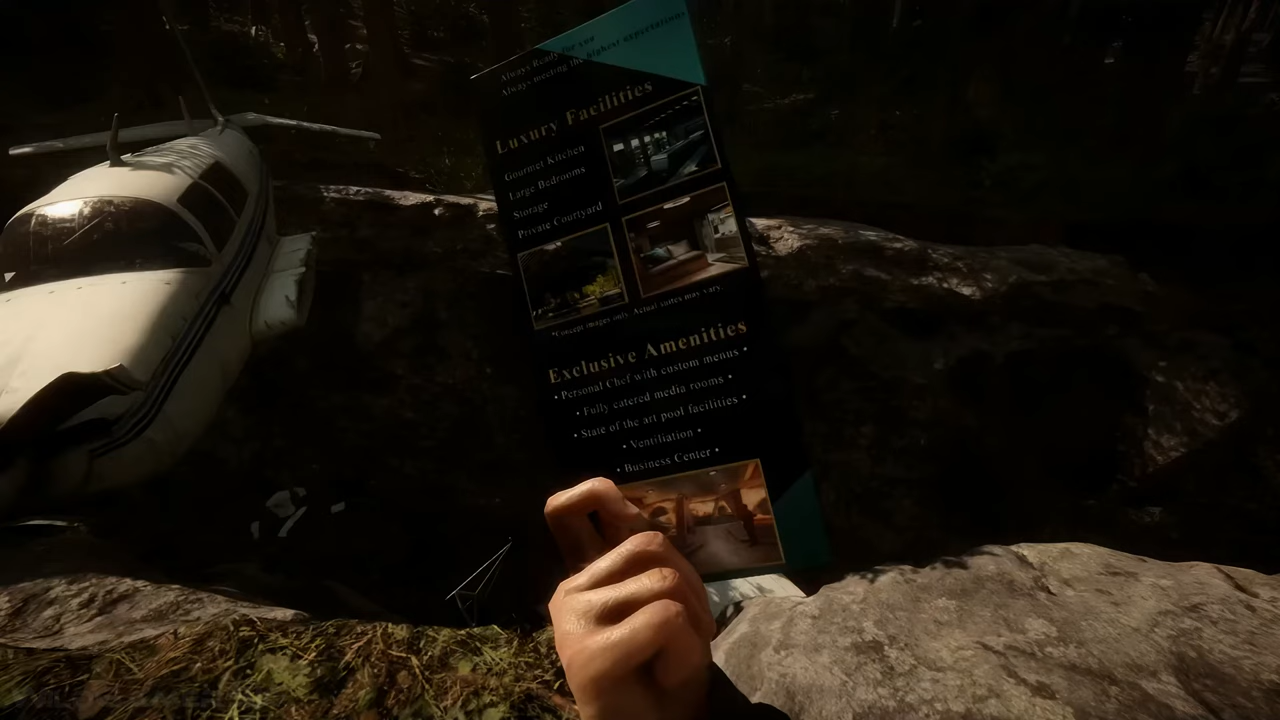 Always Ready for you
Always meeting the highest expectations
Luxury Facilities
Gourmet Kitchen
Large Bedrooms
Storage
Private Courtyard
*Concept images only. Actual suites may vary.
Exclusive Amenities
• Personal Chef with custom menus •
• Fully catered media rooms •
• State of the art pool facilities •
• Ventiliation •
• Business Center •